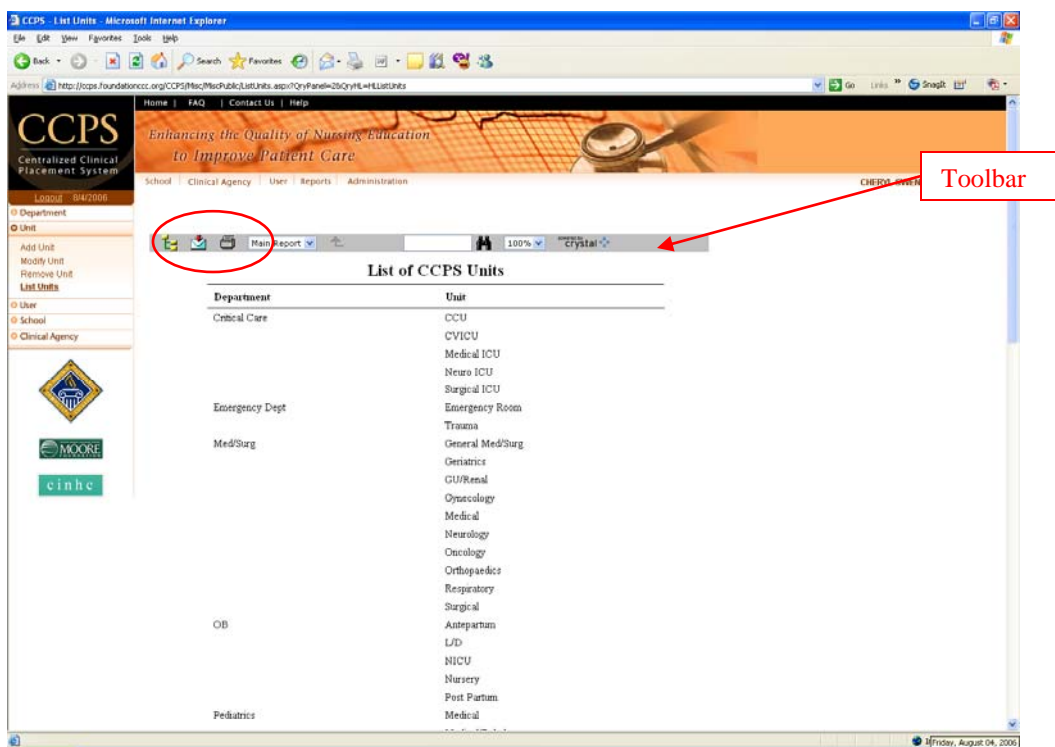 CCPS - List Units - Microsoft Internet Explorer
File Edit View Favorites Tools Help
Back Search Favorites
Address http://ccps.foundationccc.org/CCPS/Misc/MiscPublic/ListUnits.aspx?QryPanel=2&QryHL=HLListUnits Go Links » SnagIt
Home | FAQ | Contact Us | Help
CCPS
Centralized Clinical
Placement System
Enhancing the Quality of Nursing Education
to Improve Patient Care
School | Clinical Agency | User | Reports | Administration
Logout 8/4/2006
Toolbar
Department
Unit
Add Unit
Modify Unit
Remove Unit
List Units
User
School
Clinical Agency
MOORE
cinhc
Main Report 100% powered by crystal
List of CCPS Units
Department Unit
Critical Care CCU
CVICU
Medical ICU
Neuro ICU
Surgical ICU
Emergency Dept Emergency Room
Trauma
Med/Surg General Med/Surg
Geriatrics
GU/Renal
Gynecology
Medical
Neurology
Oncology
Orthopaedics
Respiratory
Surgical
OB Antepartum
L/D
NICU
Nursery
Post Partum
Pediatrics Medical
Friday, August 04, 2006